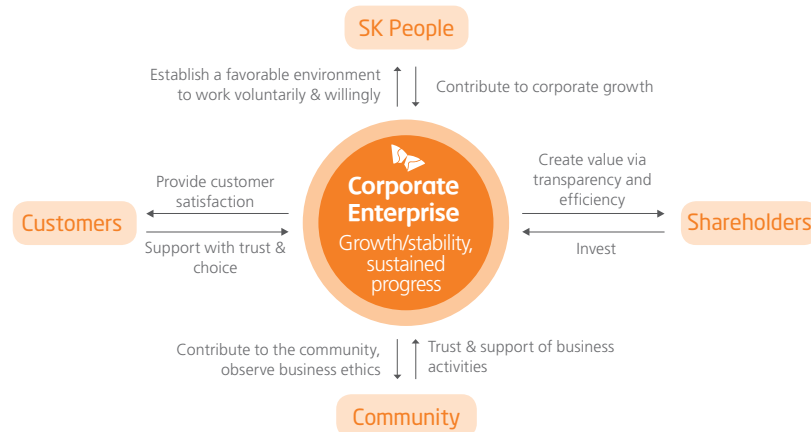 SK People
Establish a favorable environment
to work voluntarily & willingly
Contribute to corporate growth
Corporate
Enterprise
Growth/stability,
sustained
progress
Provide customer
satisfaction
Customers
Support with trust &
choice
Create value via
transparency and
efficiency
Shareholders
Invest
Contribute to the community,
observe business ethics
Trust & support of business
activities
Community